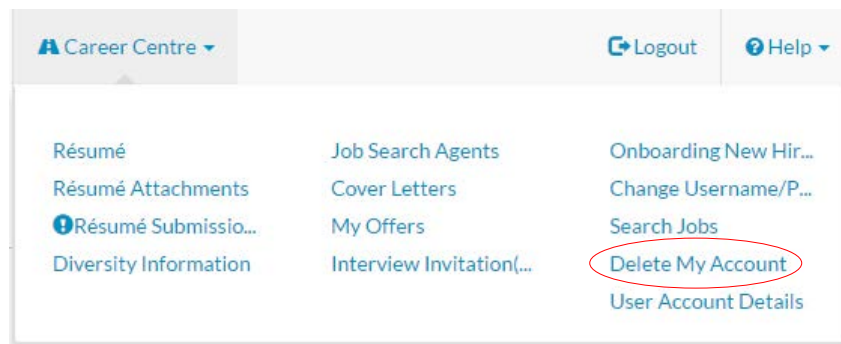 Career Centre
Logout
Help
Résumé
Job Search Agents
Onboarding New Hir...
Résumé Attachments
Cover Letters
Change Username/P...
Résumé Submissio...
My Offers
Search Jobs
Diversity Information
Interview Invitation(...
Delete My Account
User Account Details